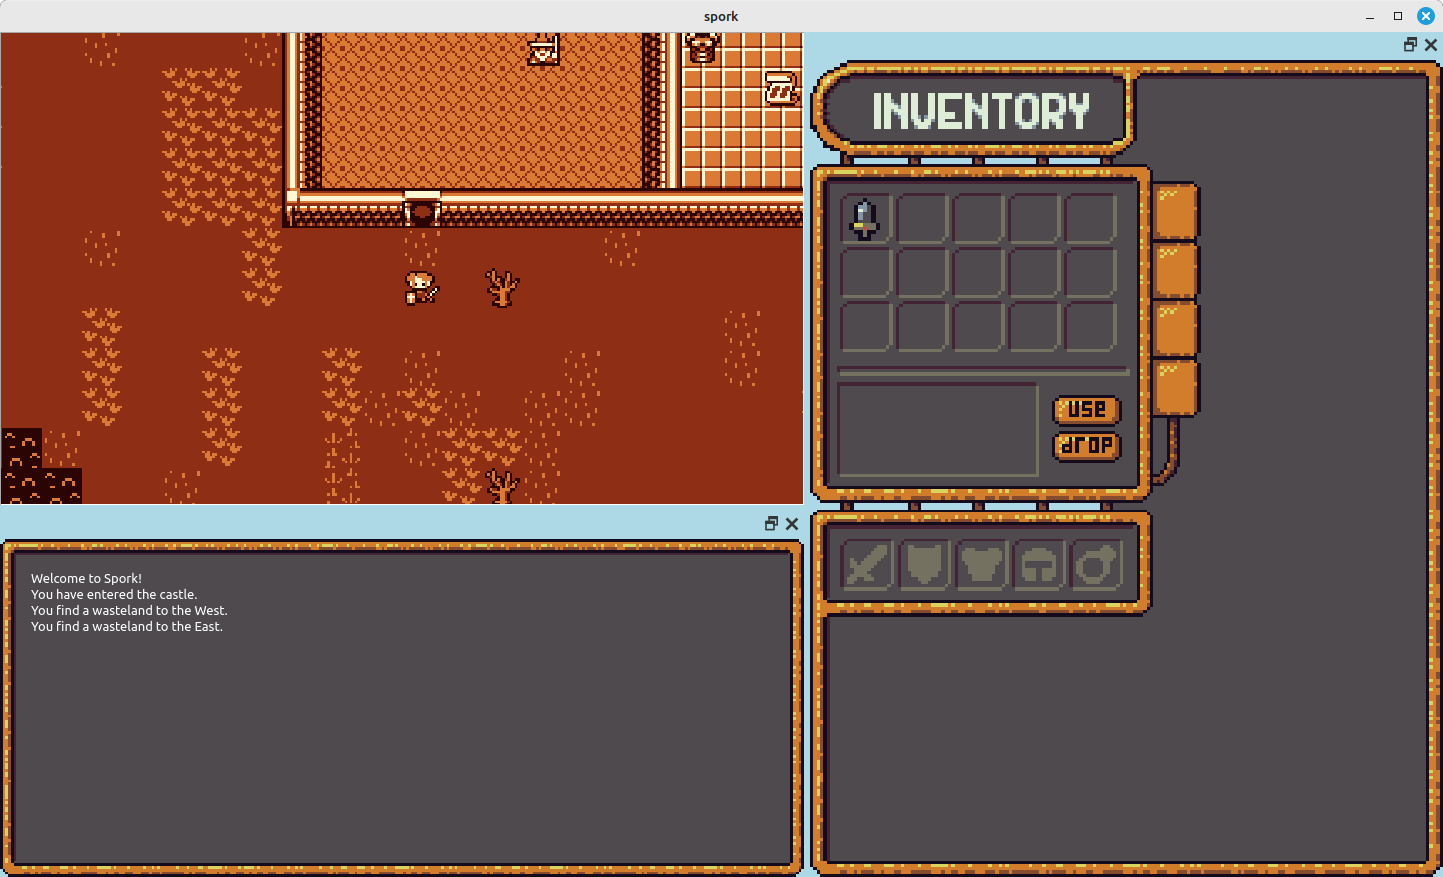 spork
INVENTORY
use
drop
Welcome to Spork!
You have entered the castle.
You find a wasteland to the West.
You find a wasteland to the East.